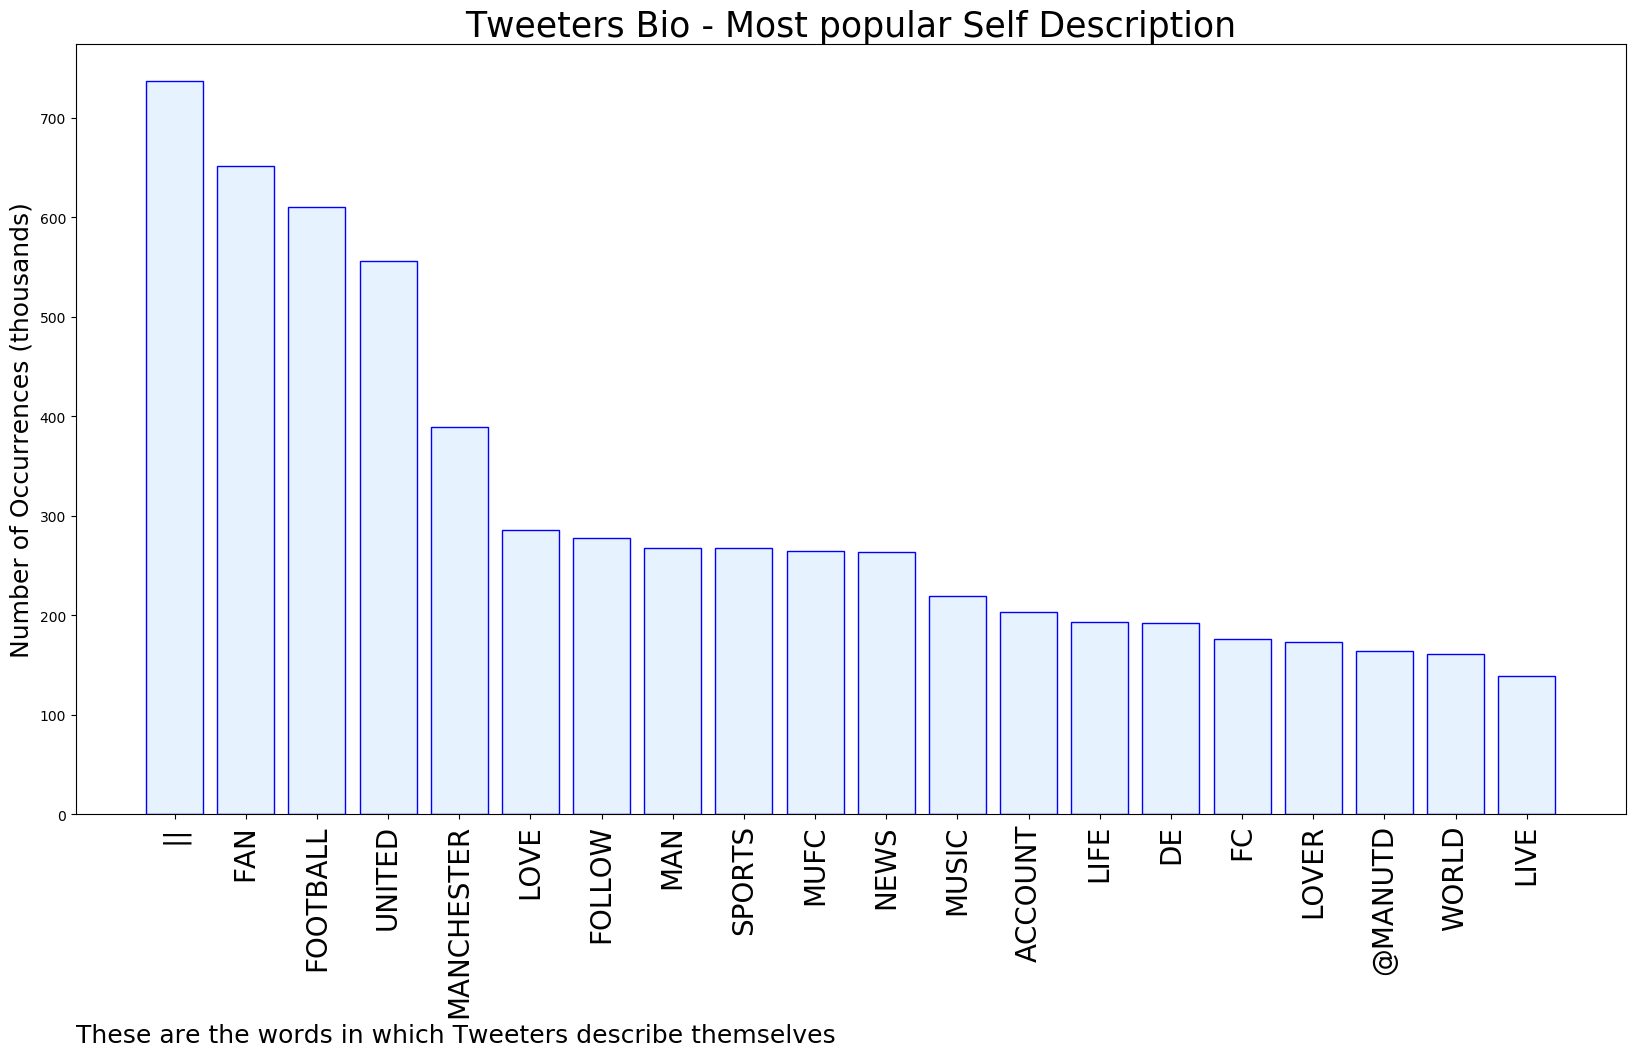 Tweeters Bio - Most popular Self Description
Number of Occurrences (thousands)
700
600
500
400
300
200
100
0
||
FAN
FOOTBALL
UNITED
MANCHESTER
LOVE
FOLLOW
MAN
SPORTS
MUFC
NEWS
MUSIC
ACCOUNT
LIFE
DE
FC
LOVER
@MANUTD
WORLD
LIVE
These are the words in which Tweeters describe themselves